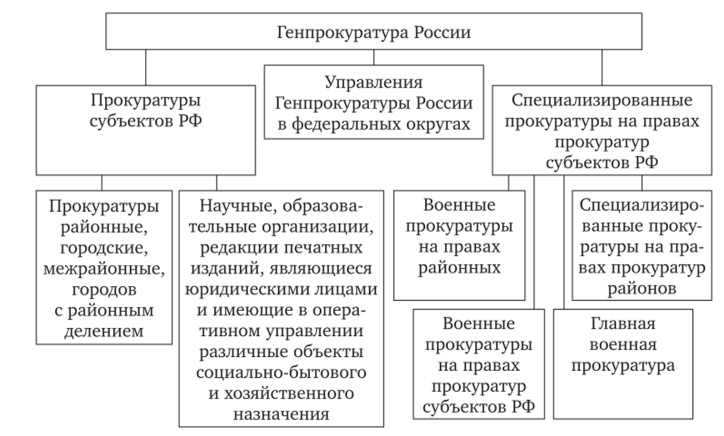 Генпрокуратура России
Прокуратуры
субъектов РФ
Управления
Генпрокуратуры России
в федеральных округах
Специализированные
прокуратуры на правах
прокуратур
субъектов РФ
Прокуратуры
районные,
городские,
межрайонные,
городов
с районным
делением
Научные, образова-
тельные организации,
редакции печатных
изданий, являющиеся
юридическими лицами
и имеющие в опера-
тивном управлении
различные объекты
социально-бытового
и хозяйственного
назначения
Военные
прокуратуры
на правах
районных
Специализиро-
ванные проку-
ратуры на пра-
вах прокуратур
районов
Военные
прокуратуры
на правах
прокуратур
субъектов РФ
Главная
военная
прокуратура